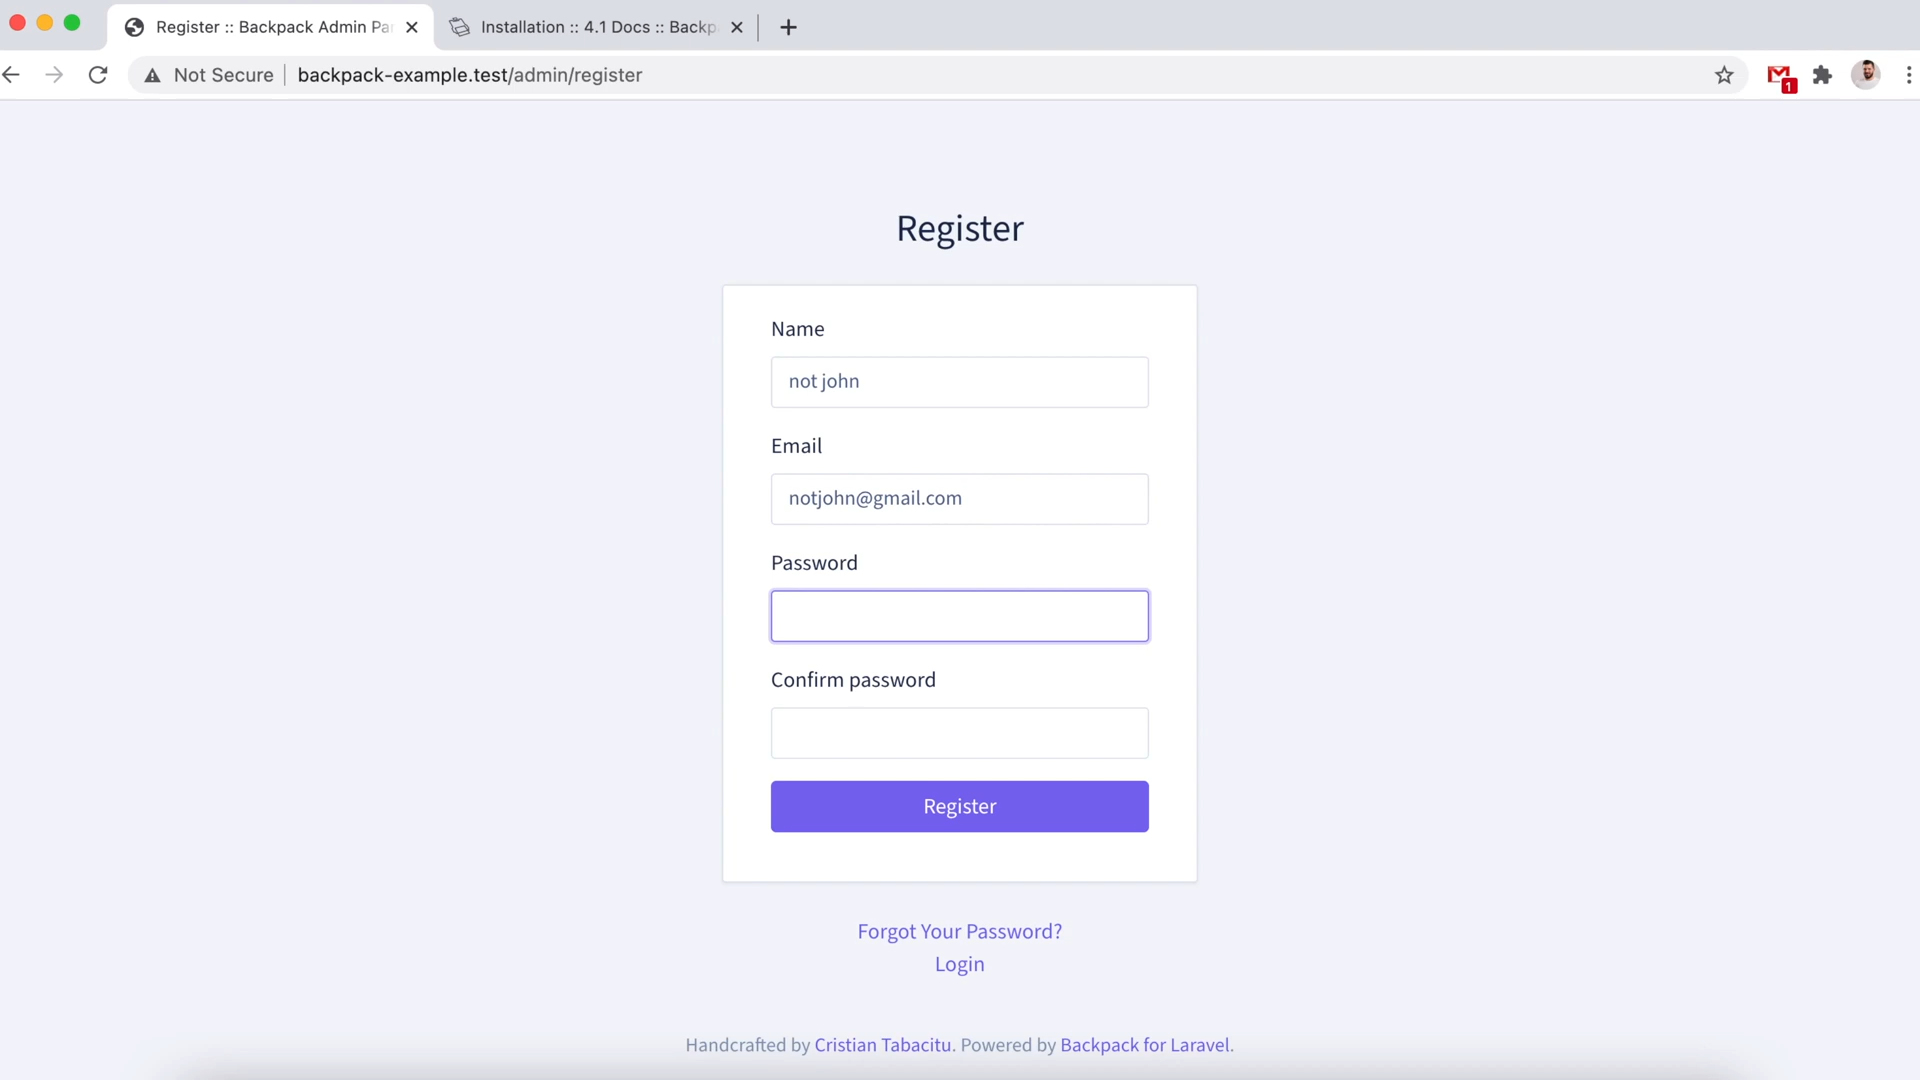 Register :: Backpack Admin Pa
Installation :: 4.1 Docs :: Backp
Not Secure
backpack-example.test/admin/register
1
Register
Name
not john
Email
notjohn@gmail.com
Password
Confirm password
Register
Forgot Your Password?
Login
Handcrafted by Cristian Tabacitu. Powered by Backpack for Laravel.